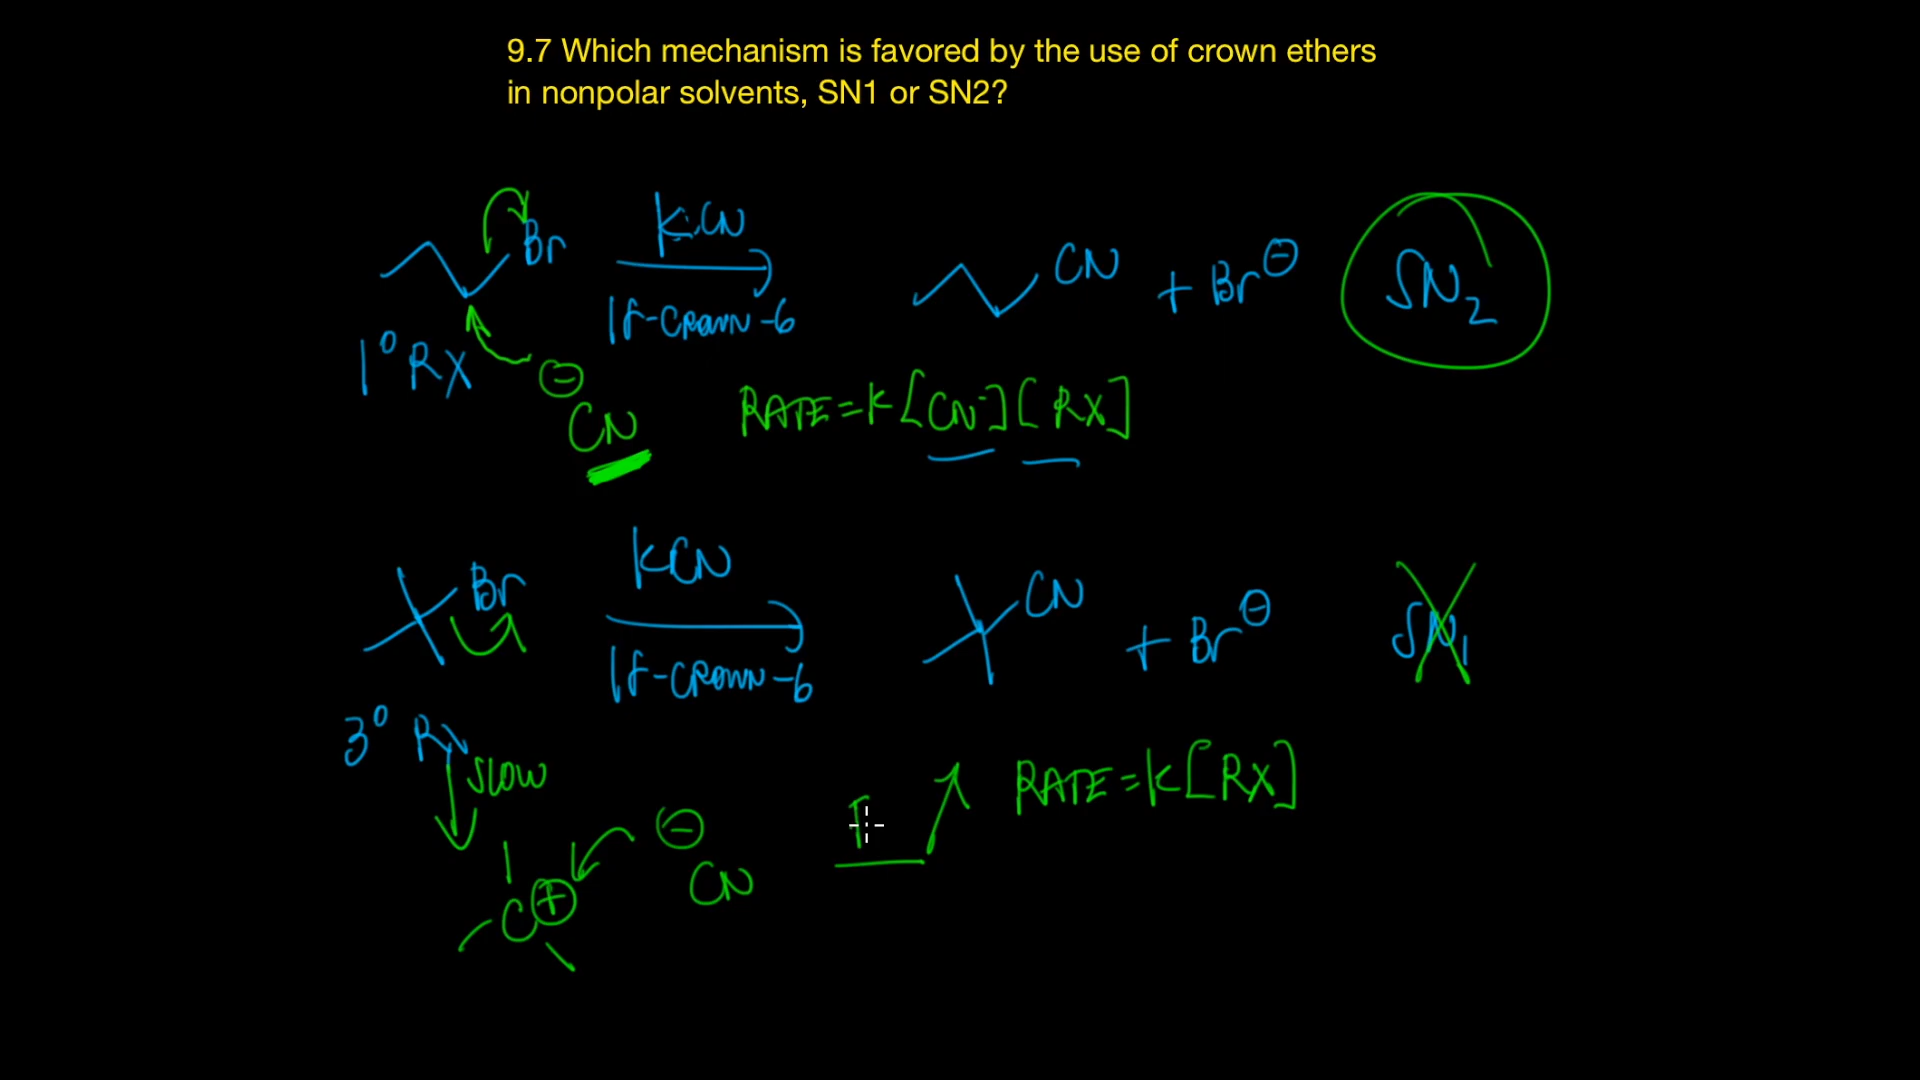 9.7 Which mechanism is favored by the use of crown ethers
in nonpolar solvents, SN1 or SN2?
Br KCN CN + Br⊖ SN2
18-crown-6
1° RX
⊖
CN RATE=K[CN⁻][RX]
Br KCN CN + Br⊖ SN1
18-crown-6
3° RX
SLOW RATE=K[RX]
⊖
C⊕ CN